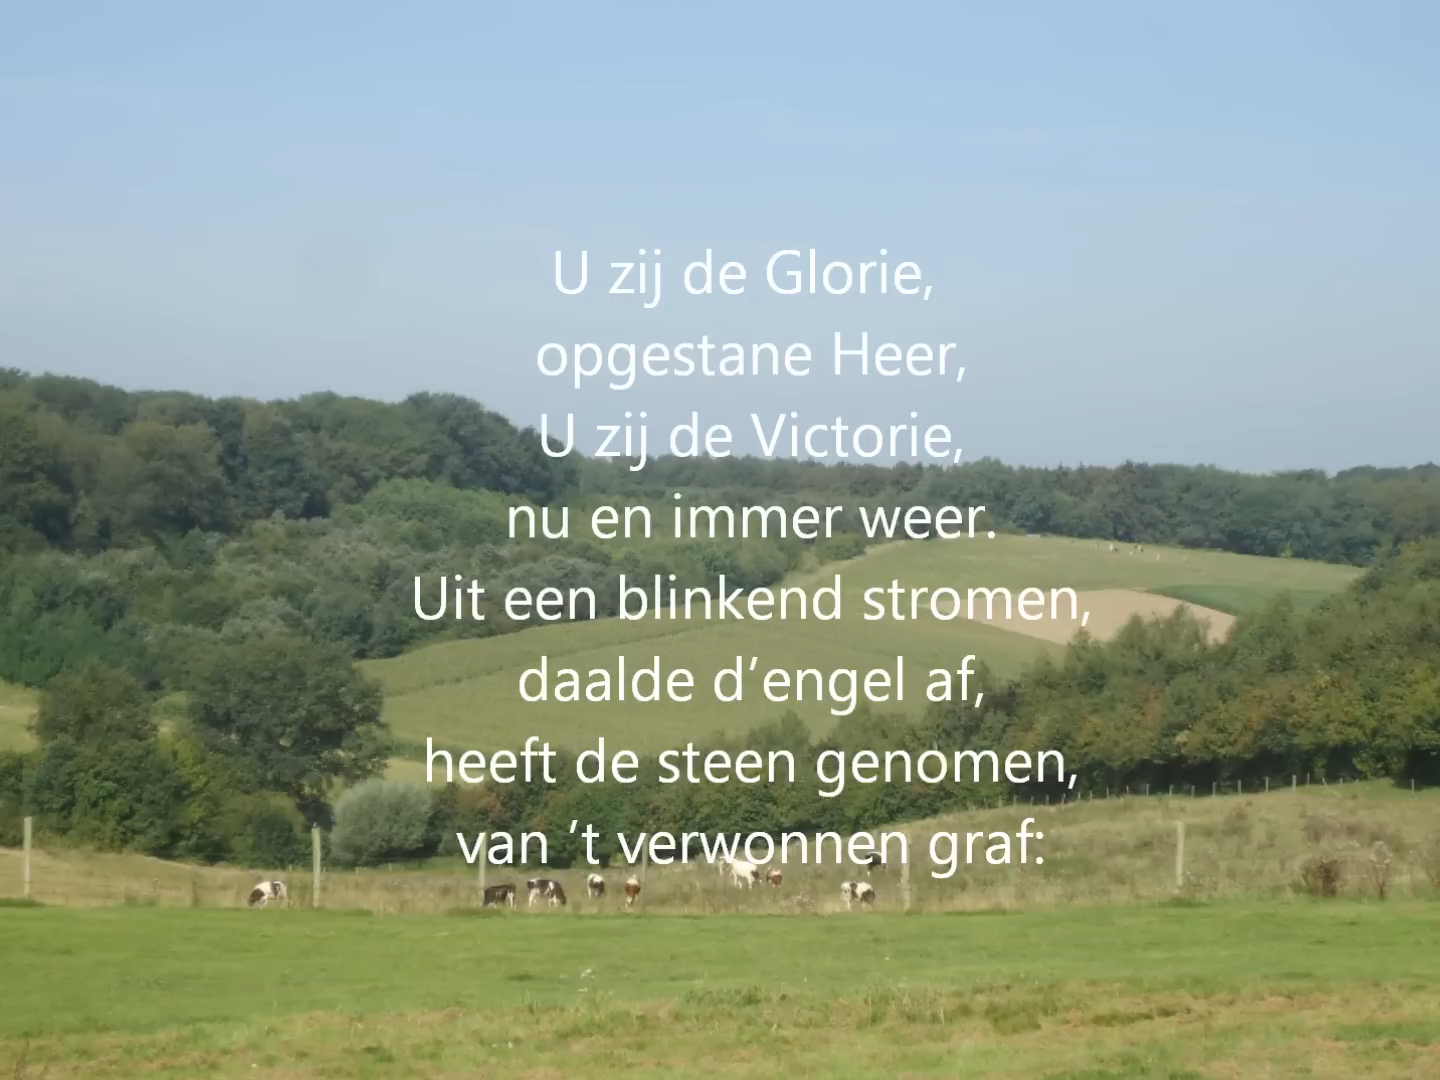 U zij de Glorie,
opgestane Heer,
U zij de Victorie,
nu en immer weer.
Uit een blinkend stromen,
daalde d’engel af,
heeft de steen genomen,
van ’t verwonnen graf: